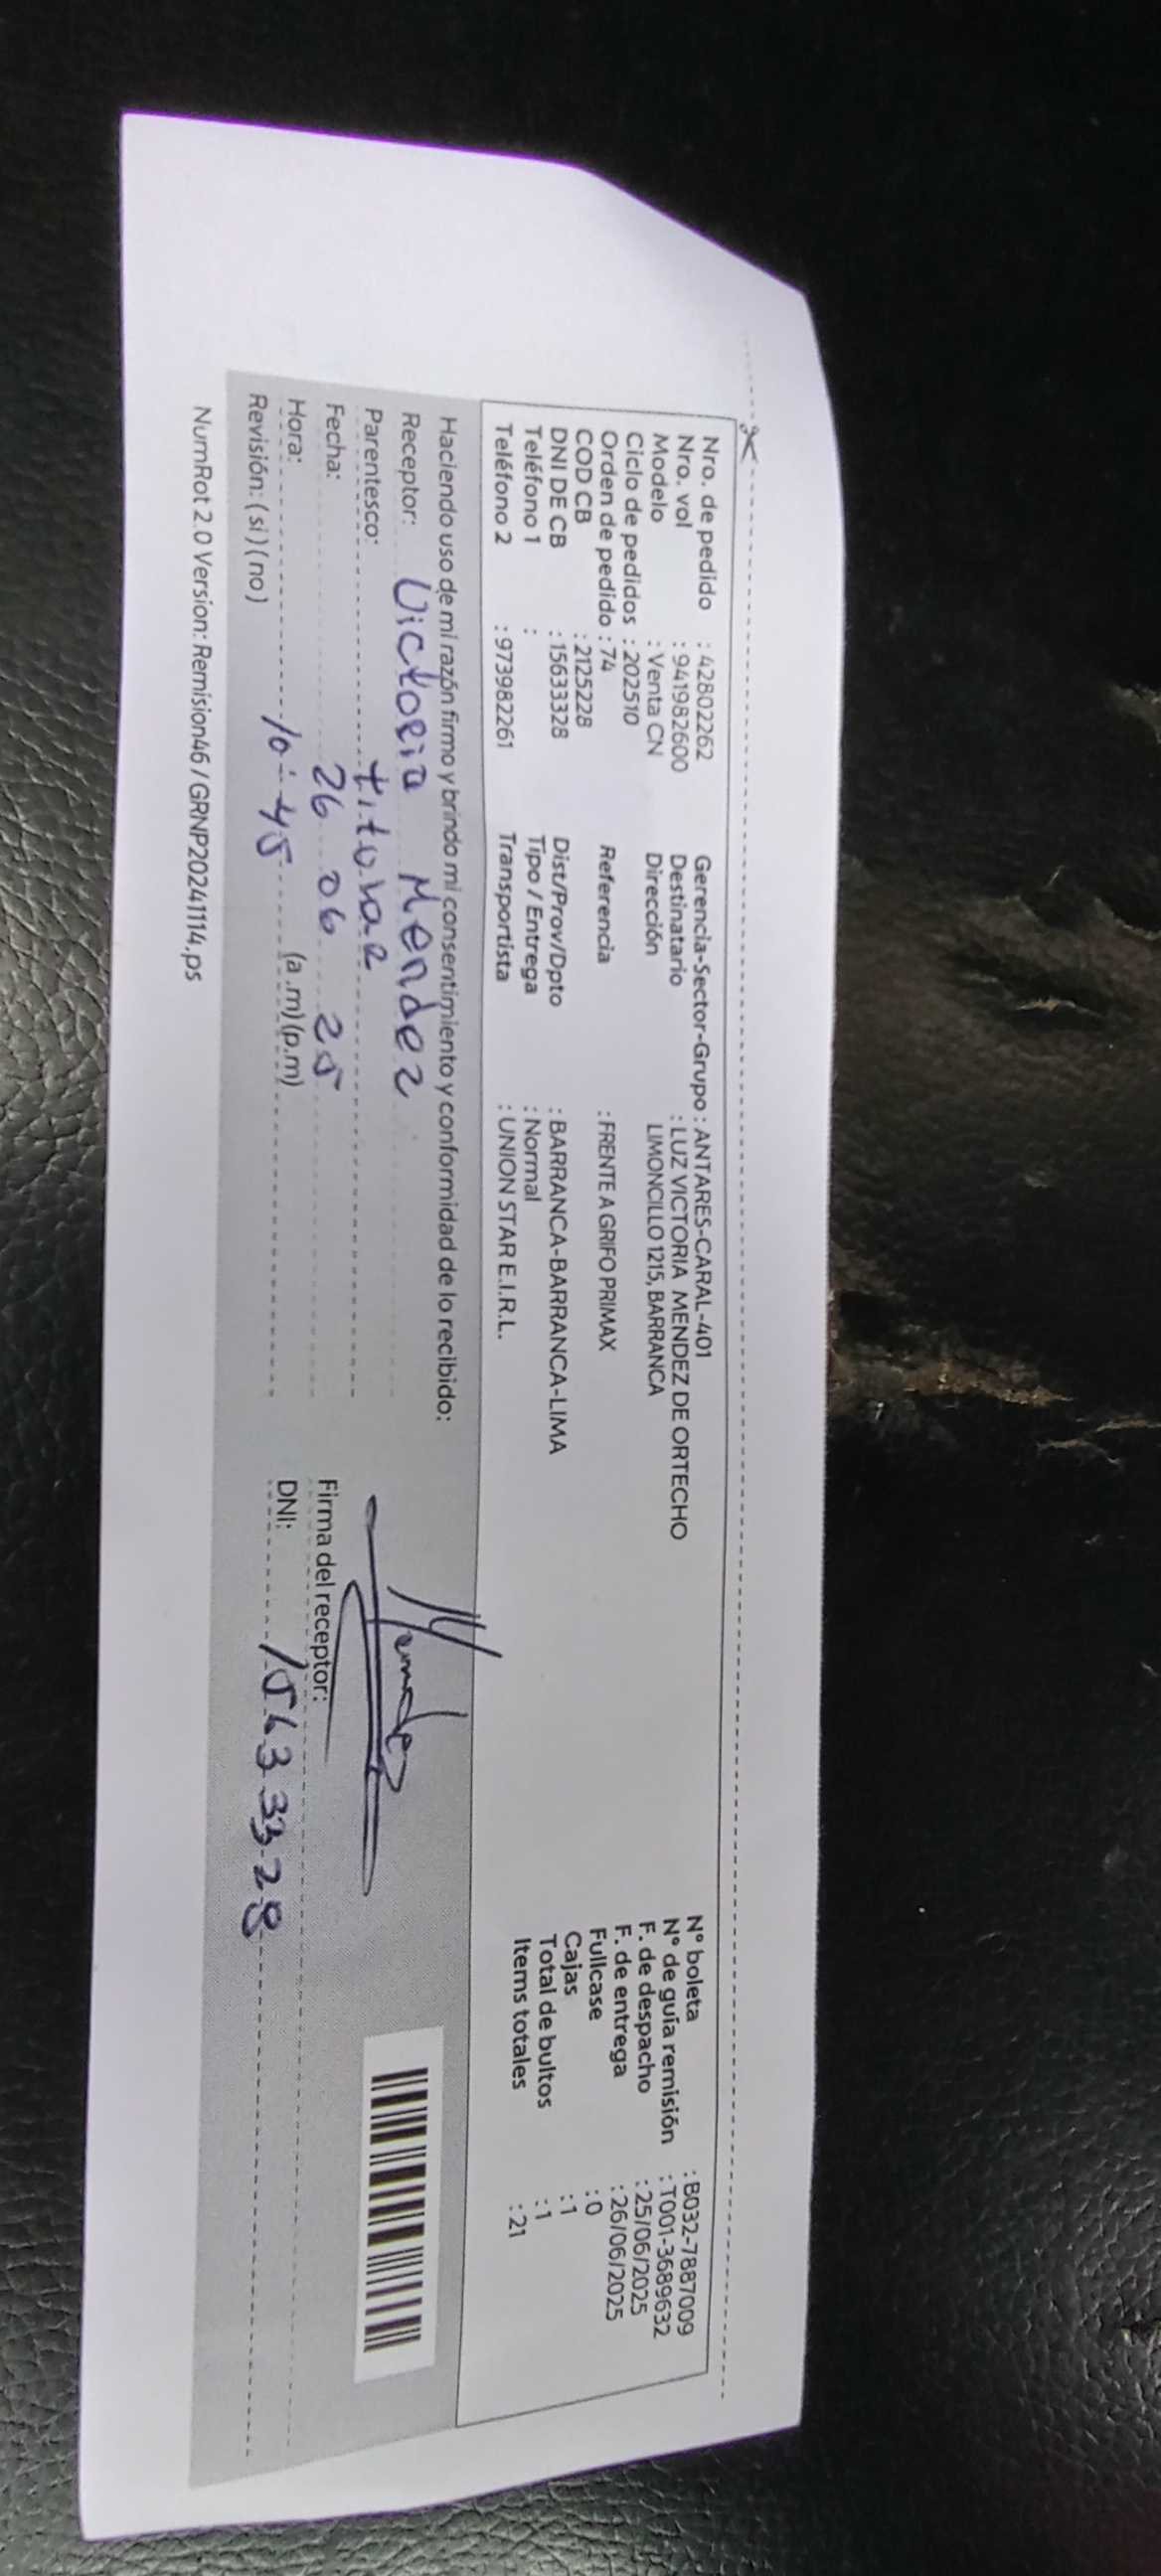 Nro. de pedido : 42802262
Nro. vol : 941982600
Modelo : Venta CN
Ciclo de pedidos : 202510
Orden de pedido : 74
COD CB : 2125228
DNI DE CB : 15633328
Teléfono 1 :
Teléfono 2 : 973982261
Gerencia-Sector-Grupo : ANTARES-CARAL-401
Destinatario : LUZ VICTORIA MENDEZ DE ORTECHO
Dirección LIMONCILLO 1215, BARRANCA
Referencia : FRENTE A GRIFO PRIMAX
Dist/Prov/Dpto : BARRANCA-BARRANCA-LIMA
Tipo / Entrega : Normal
Transportista : UNION STAR E.I.R.L.
N° boleta : B032-7887009
N° de guía remisión : T001-3689632
F. de despacho : 25/06/2025
F. de entrega : 26/06/2025
Fullcase : 0
Cajas : 1
Total de bultos : 1
Items totales : 21
Haciendo uso de mi razón firmo y brindo mi consentimiento y conformidad de lo recibido:
Receptor: Victoria Mendez
Parentesco: titular
Fecha: 26 06 25
Hora: 10:45 (a.m)(p.m)
Revisión: (si) (no)
Mendez
Firma del receptor:
DNI: 15633328
NumRot 2.0 Version: Remision46 / GRNP20241114.ps